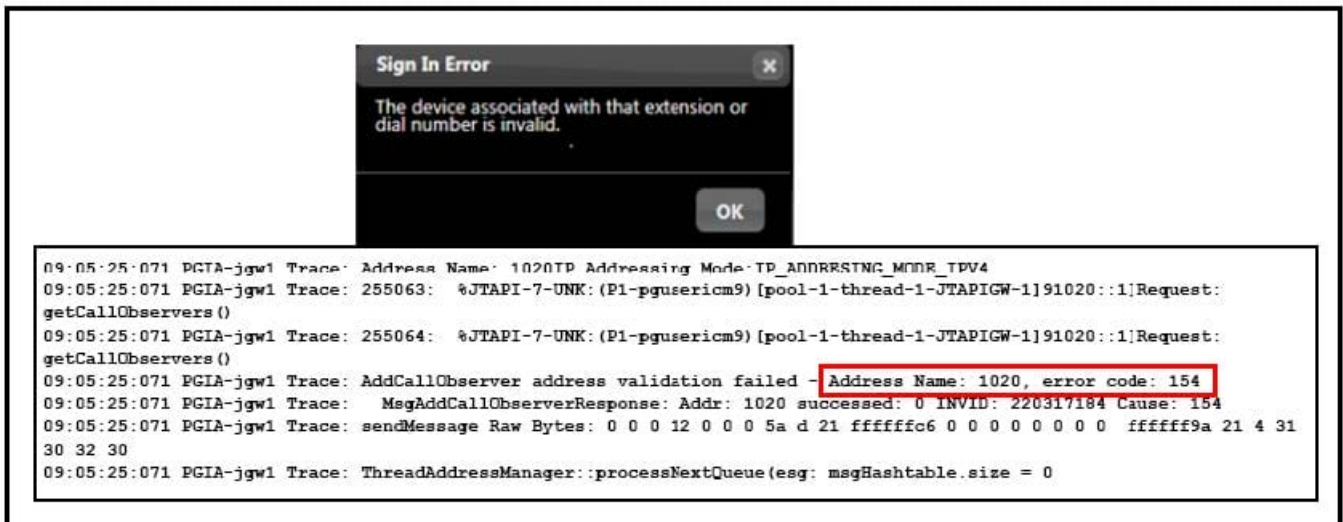 Sign In Error
The device associated with that extension or
dial number is invalid.
OK
09:05:25:071 PGIA-jgw1 Trace: Address Name: 1020IP Addressing Mode:IP_ADDRESING_MODE_IPV4
09:05:25:071 PGIA-jgw1 Trace: 255063: %JTAPI-7-UNK:(P1-pgusericm9)[pool-1-thread-1-JTAPIGW-1]91020::1]Request:
getCallObservers()
09:05:25:071 PGIA-jgw1 Trace: 255064: %JTAPI-7-UNK:(P1-pgusericm9)[pool-1-thread-1-JTAPIGW-1]91020::1]Request:
getCallObservers()
09:05:25:071 PGIA-jgw1 Trace: AddCallObserver address validation failed - Address Name: 1020, error code: 154
09:05:25:071 PGIA-jgw1 Trace: MsgAddCallObserverResponse: Addr: 1020 successed: 0 INVID: 220317184 Cause: 154
09:05:25:071 PGIA-jgw1 Trace: sendMessage Raw Bytes: 0 0 0 12 0 0 0 5a d 21 ffffffc6 0 0 0 0 0 0 0 0 0 ffffff9a 21 4 31
30 32 30
09:05:25:071 PGIA-jgw1 Trace: ThreadAddressManager::processNextQueue(esg: msgHashtable.size = 0